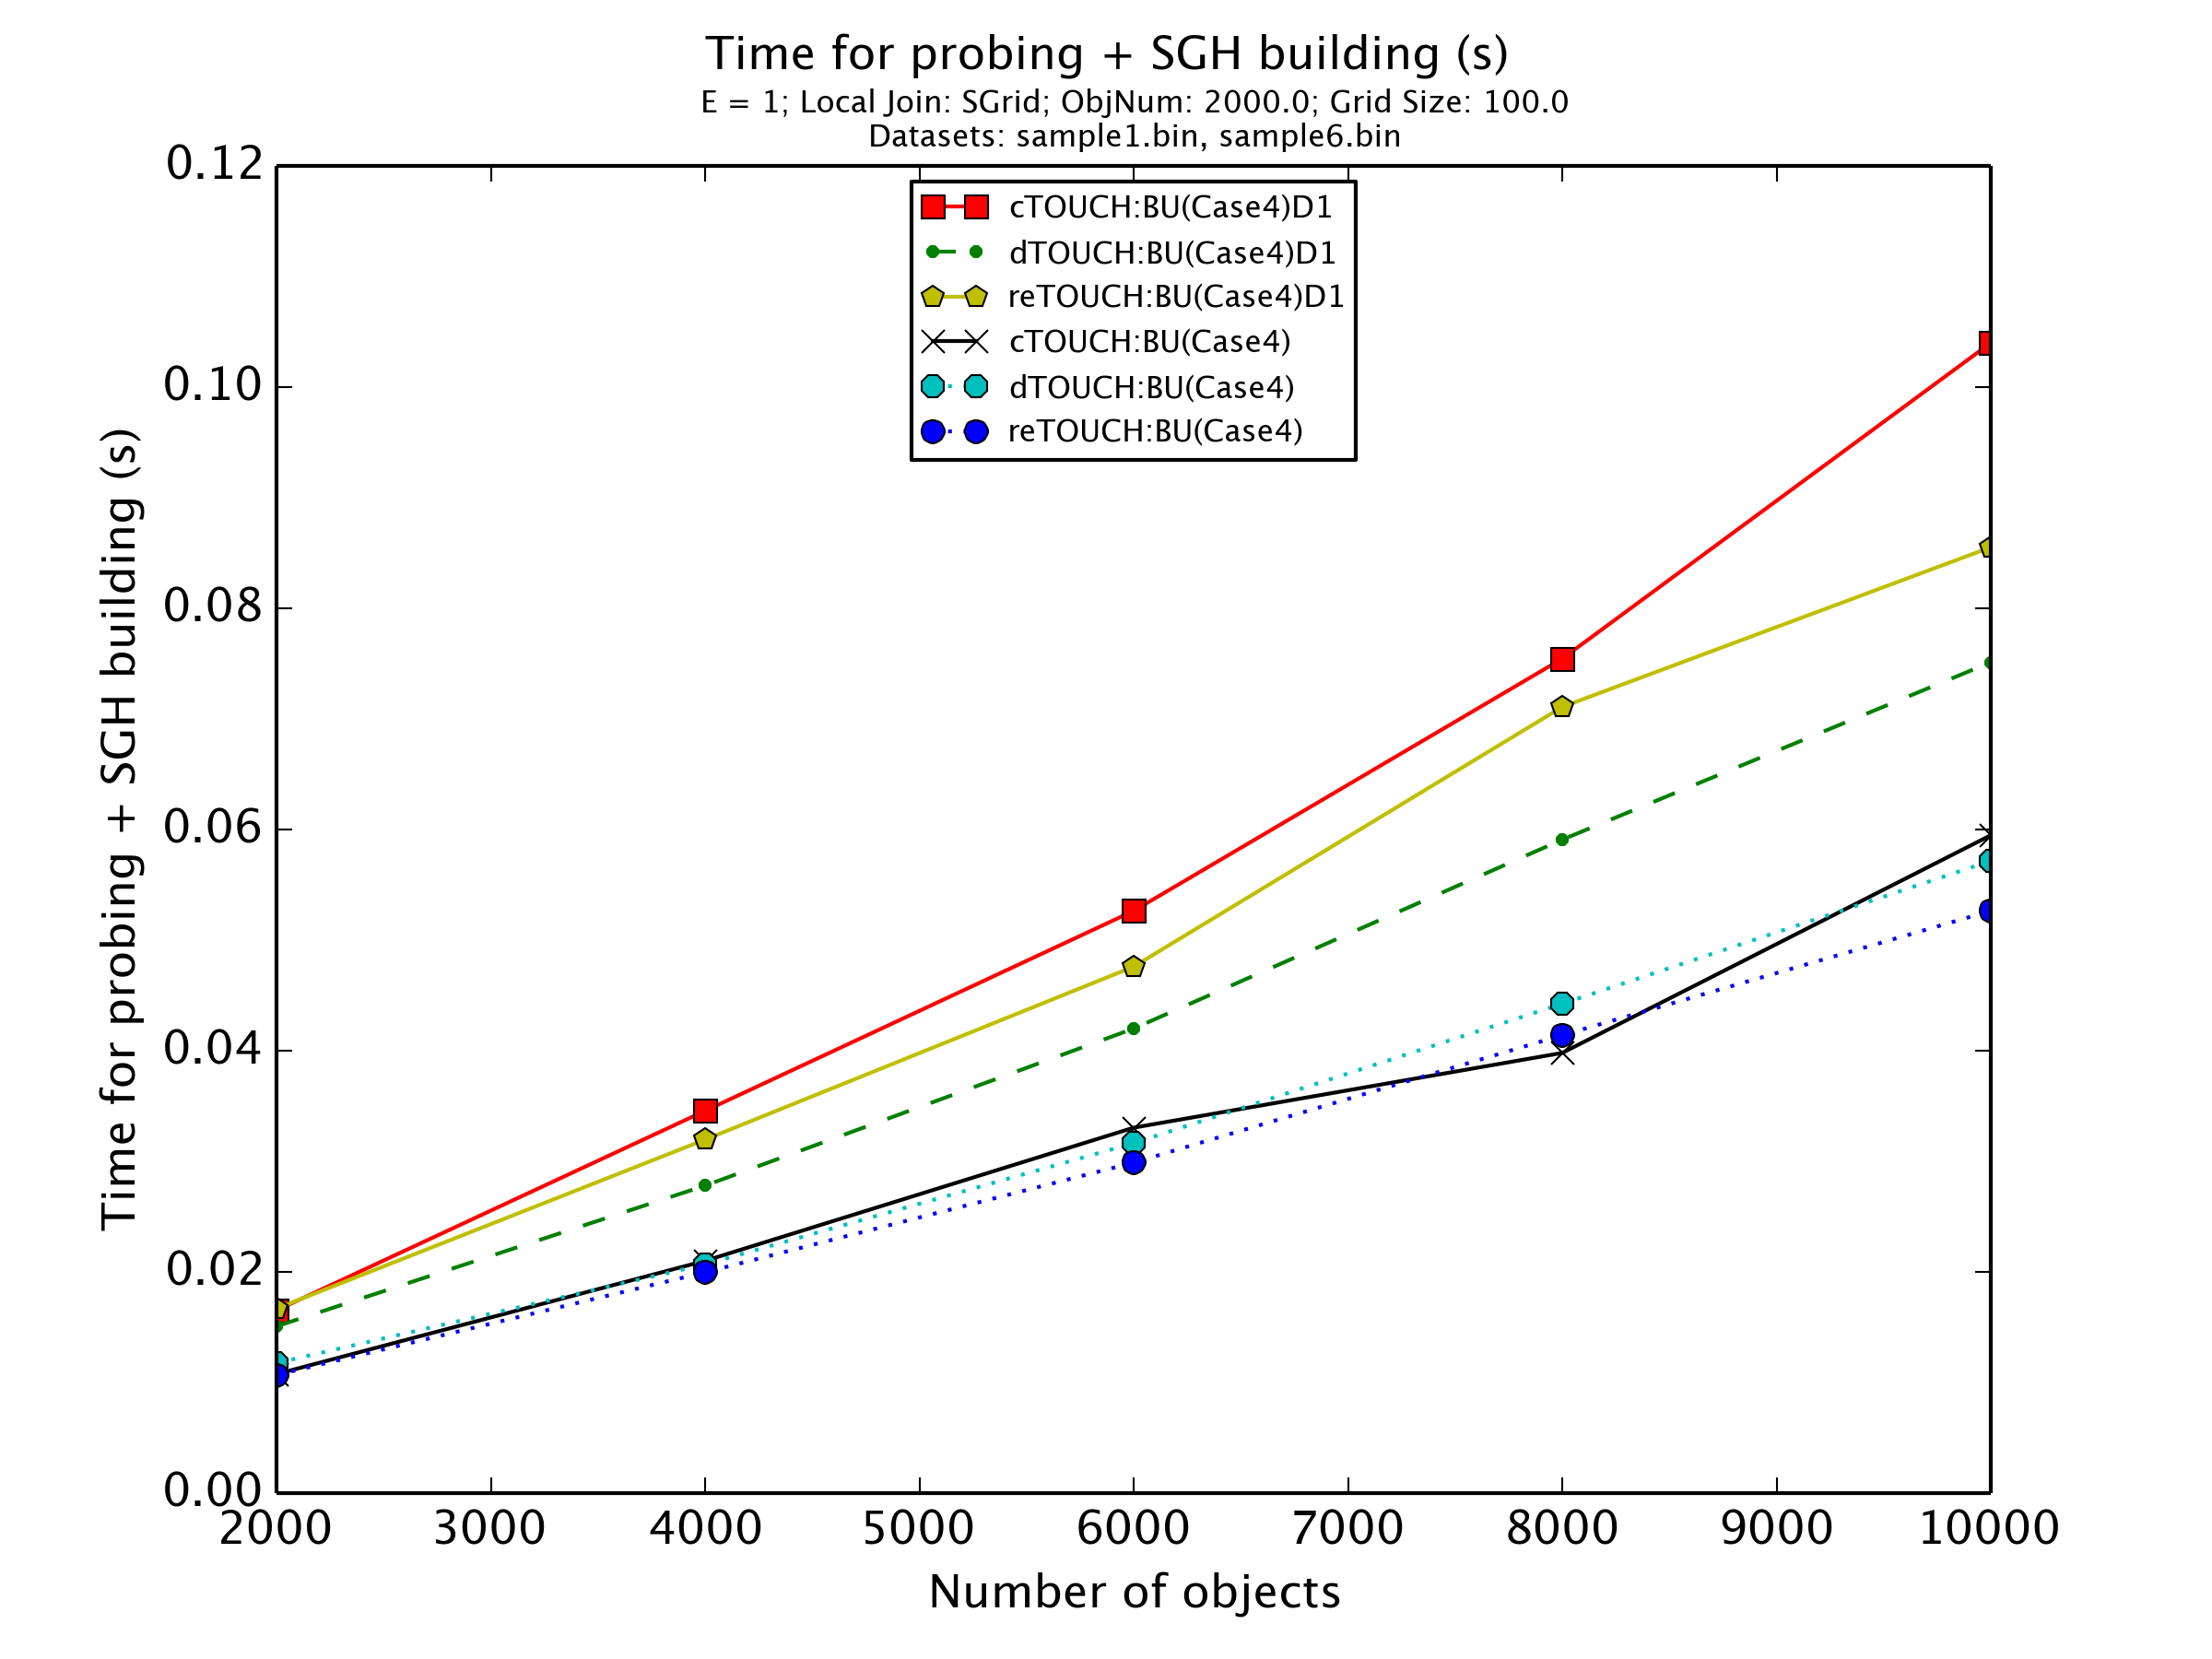 Time for probing + SGH building (s)
E = 1; Local Join: SGrid; ObjNum: 2000.0; Grid Size: 100.0
Datasets: sample1.bin, sample6.bin
0.12
0.10
0.08
0.06
0.04
0.02
0.00
Time for probing + SGH building (s)
cTOUCH:BU(Case4)D1
dTOUCH:BU(Case4)D1
reTOUCH:BU(Case4)D1
cTOUCH:BU(Case4)
dTOUCH:BU(Case4)
reTOUCH:BU(Case4)
2000 3000 4000 5000 6000 7000 8000 9000 10000
Number of objects